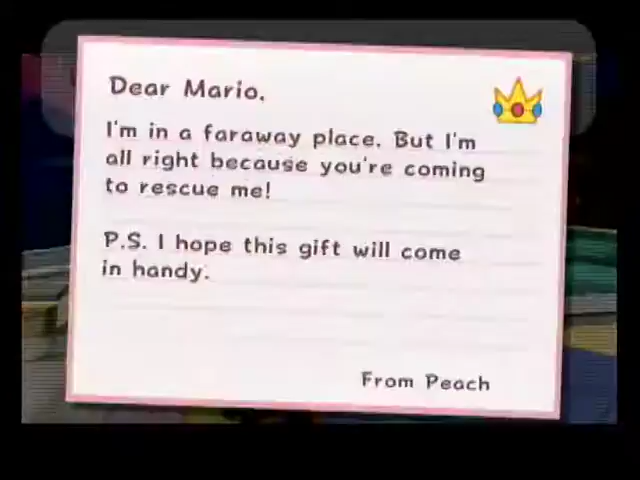 Dear Mario,
I'm in a faraway place. But I'm
all right because you're coming
to rescue me!
P.S. I hope this gift will come
in handy.
From Peach